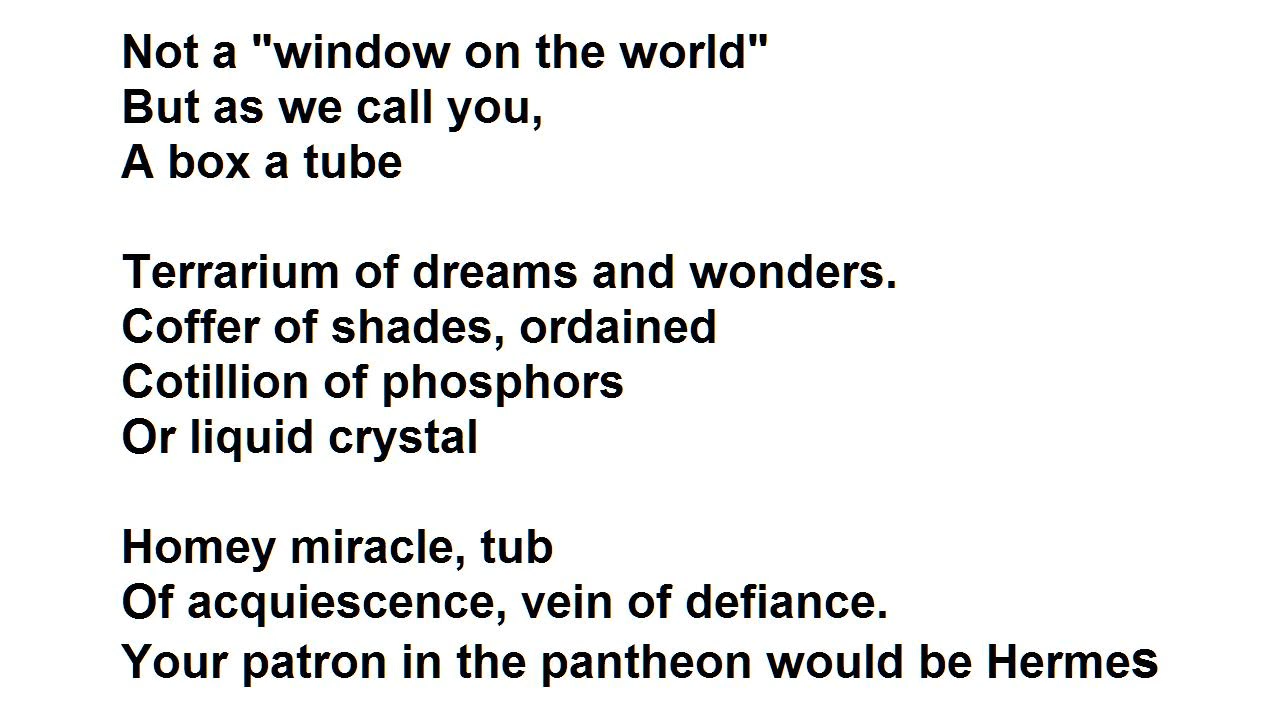 Not a "window on the world"
But as we call you,
A box a tube
Terrarium of dreams and wonders.
Coffer of shades, ordained
Cotillion of phosphors
Or liquid crystal
Homey miracle, tub
Of acquiescence, vein of defiance.
Your patron in the pantheon would be Hermes